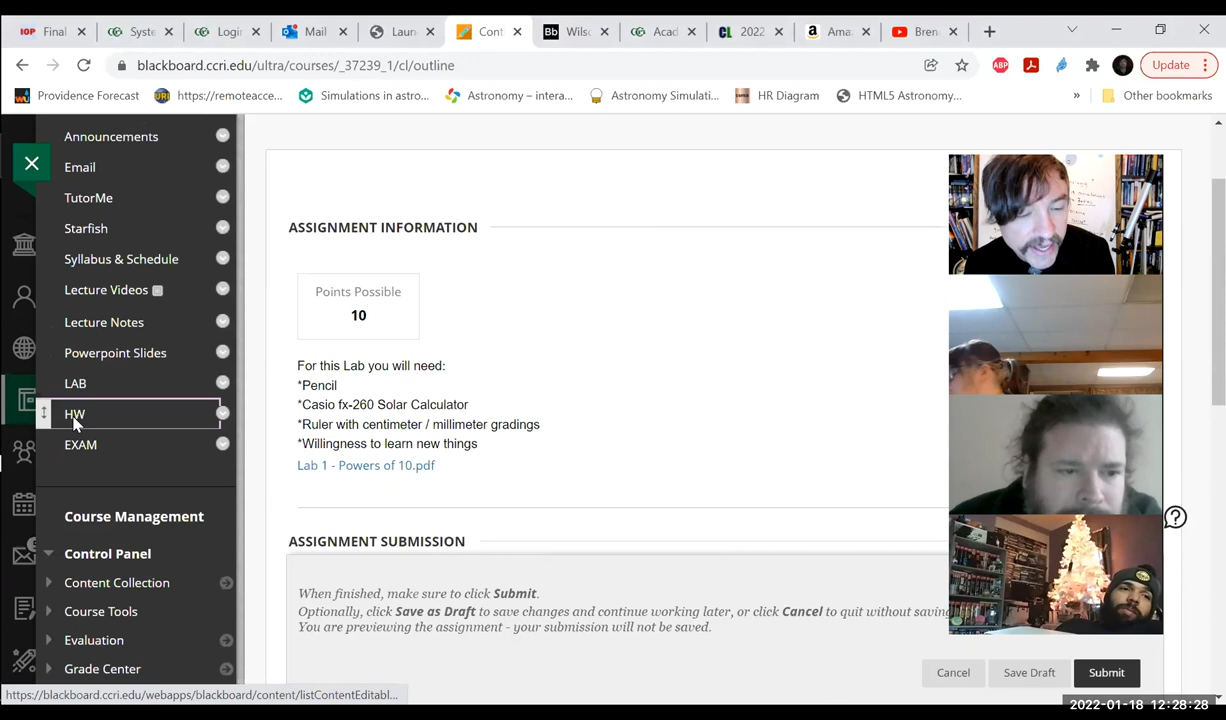 IOP Final
Syste
Login
Mail
Laun
Cont
Bb Wils
Acad
CL 2022
Ama
Bren
blackboard.ccri.edu/ultra/courses/_37239_1/cl/outline
ABP
Update
Providence Forecast
https://remoteacce...
Simulations in astro...
Astronomy – intera...
Astronomy Simulati...
HR Diagram
HTML5 Astronomy...
»
Other bookmarks
Announcements
Email
TutorMe
Starfish
Syllabus & Schedule
Lecture Videos
Lecture Notes
Powerpoint Slides
LAB
HW
EXAM
Course Management
Control Panel
Content Collection
Course Tools
Evaluation
Grade Center
https://blackboard.ccri.edu/webapps/blackboard/content/listContentEditabl...
ASSIGNMENT INFORMATION
Points Possible
10
For this Lab you will need:
*Pencil
*Casio fx-260 Solar Calculator
*Ruler with centimeter / millimeter gradings
*Willingness to learn new things
Lab 1 - Powers of 10.pdf
ASSIGNMENT SUBMISSION
When finished, make sure to click Submit.
Optionally, click Save as Draft to save changes and continue working later, or click Cancel to quit without saving
You are previewing the assignment - your submission will not be saved.
Cancel
Save Draft
Submit
2022-01-18 12:28:28